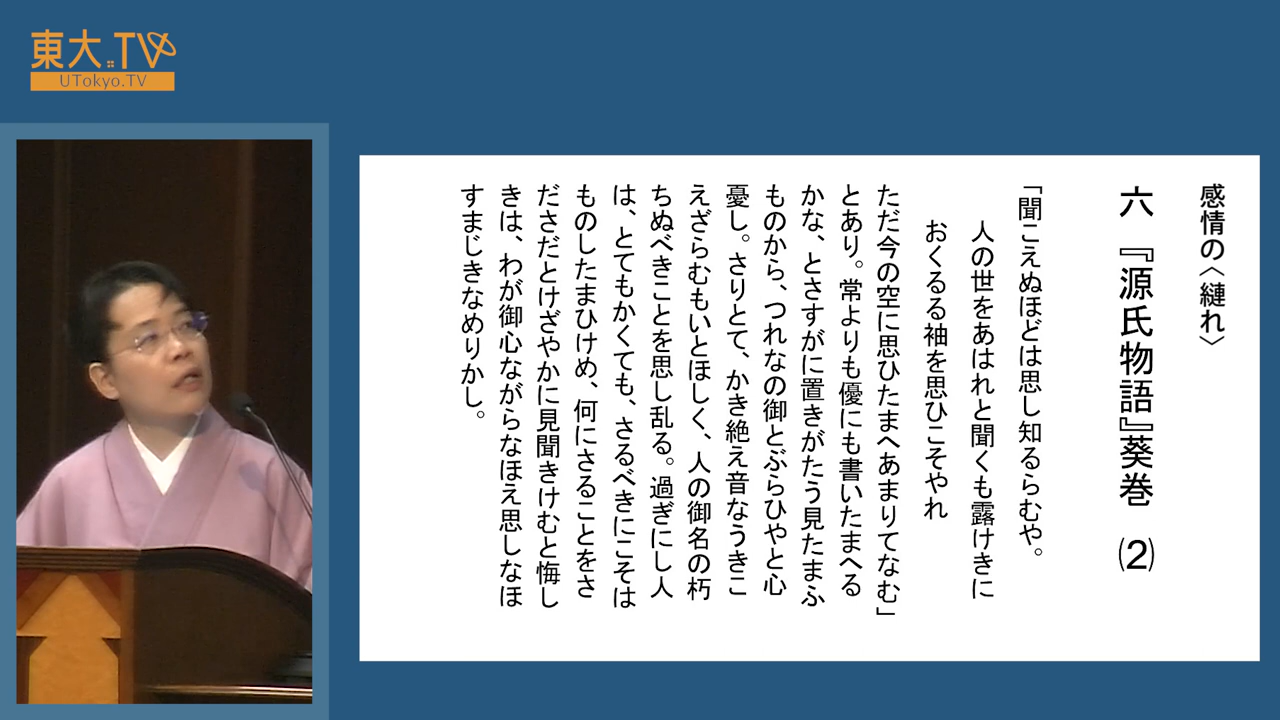 東大.TV
UTokyo.TV
感情の〈縺れ〉
六 『源氏物語』葵巻 (2)
「聞こえぬほどは思し知るらむや。
人の世をあはれと聞くも露けきに
おくるる袖を思ひこそやれ
ただ今の空に思ひたまへあまりてなむ」
とあり。常よりも優にも書いたまへる
かな、とさすがに置きがたう見たまふ
ものから、つれなの御とぶらひやと心
憂し。さりとて、かき絶え音なうきこ
えざらむもいとほしく、人の御名の朽
ちぬべきことを思し乱る。過ぎにし人
は、とてもかくても、さるべきにこそは
ものしたまひけめ、何にさることをさ
ださだとけざやかに見聞きけむと悔し
きは、わが御心ながらなほえ思しなほ
すまじきなめりかし。